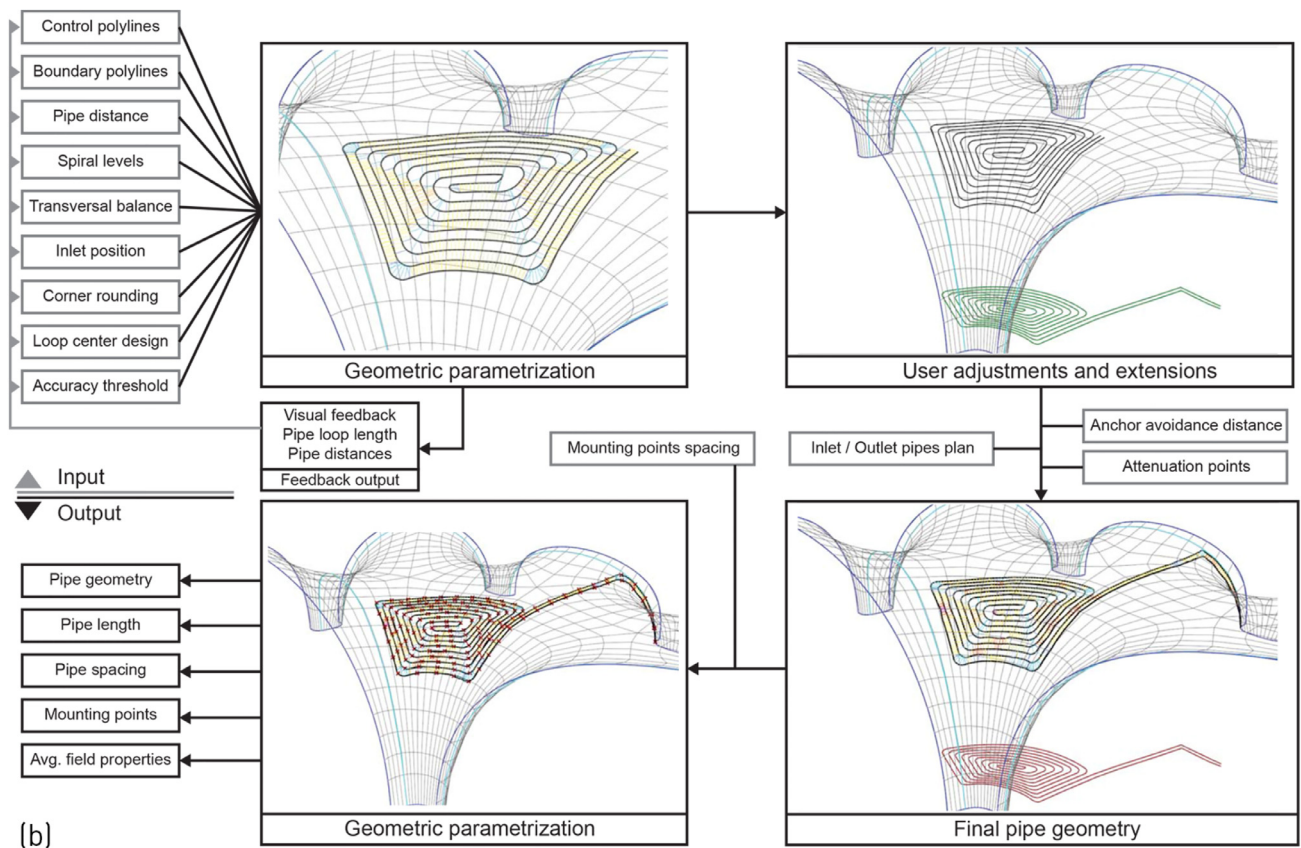 Control polylines
Boundary polylines
Pipe distance
Spiral levels
Transversal balance
Inlet position
Corner rounding
Loop center design
Accuracy threshold
Geometric parametrization
User adjustments and extensions
Visual feedback
Pipe loop length
Pipe distances
Feedback output
Mounting points spacing
Inlet / Outlet pipes plan
Anchor avoidance distance
Attenuation points
Input
Output
Pipe geometry
Pipe length
Pipe spacing
Mounting points
Avg. field properties
Geometric parametrization
Final pipe geometry
(b)